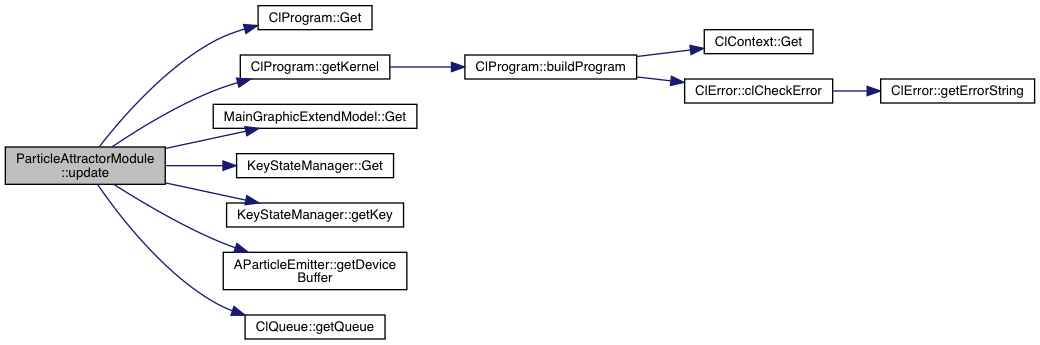 ClProgram::Get
ClProgram::getKernel
ClProgram::buildProgram
ClContext::Get
ClError::clCheckError
ClError::getErrorString
MainGraphicExtendModel::Get
ParticleAttractorModule
::update
KeyStateManager::Get
KeyStateManager::getKey
AParticleEmitter::getDevice
Buffer
ClQueue::getQueue